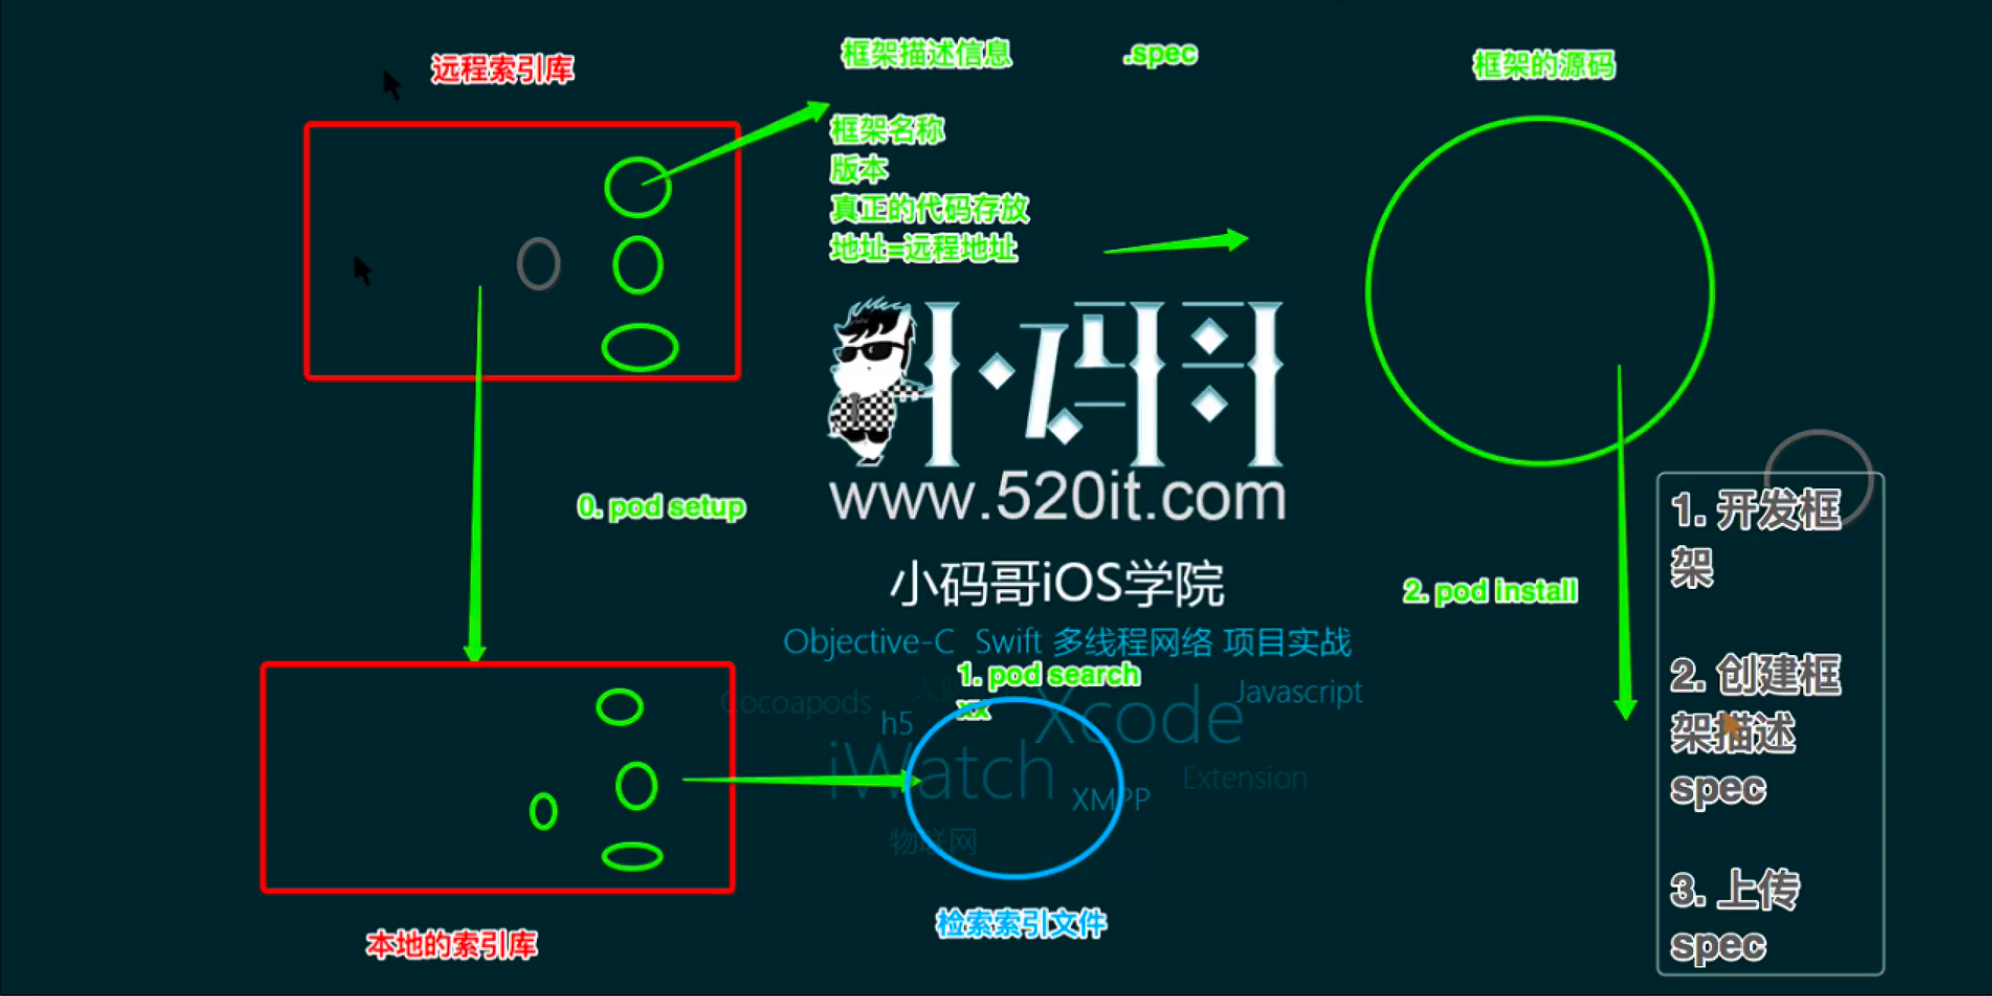 远程索引库
框架描述信息 .spec
框架的源码
框架名称
版本
真正的代码存放
地址=远程地址
小码哥
www.520it.com
0. pod setup
小码哥iOS学院
Objective-C Swift 多线程网络 项目实战
1. pod search
xx
2. pod install
Cocoapods
h5
Xcode
Javascript
iWatch
XMPP
Extension
物联网
检索索引文件
本地的索引库
1. 开发框
架
2. 创建框
架描述
spec
3. 上传
spec